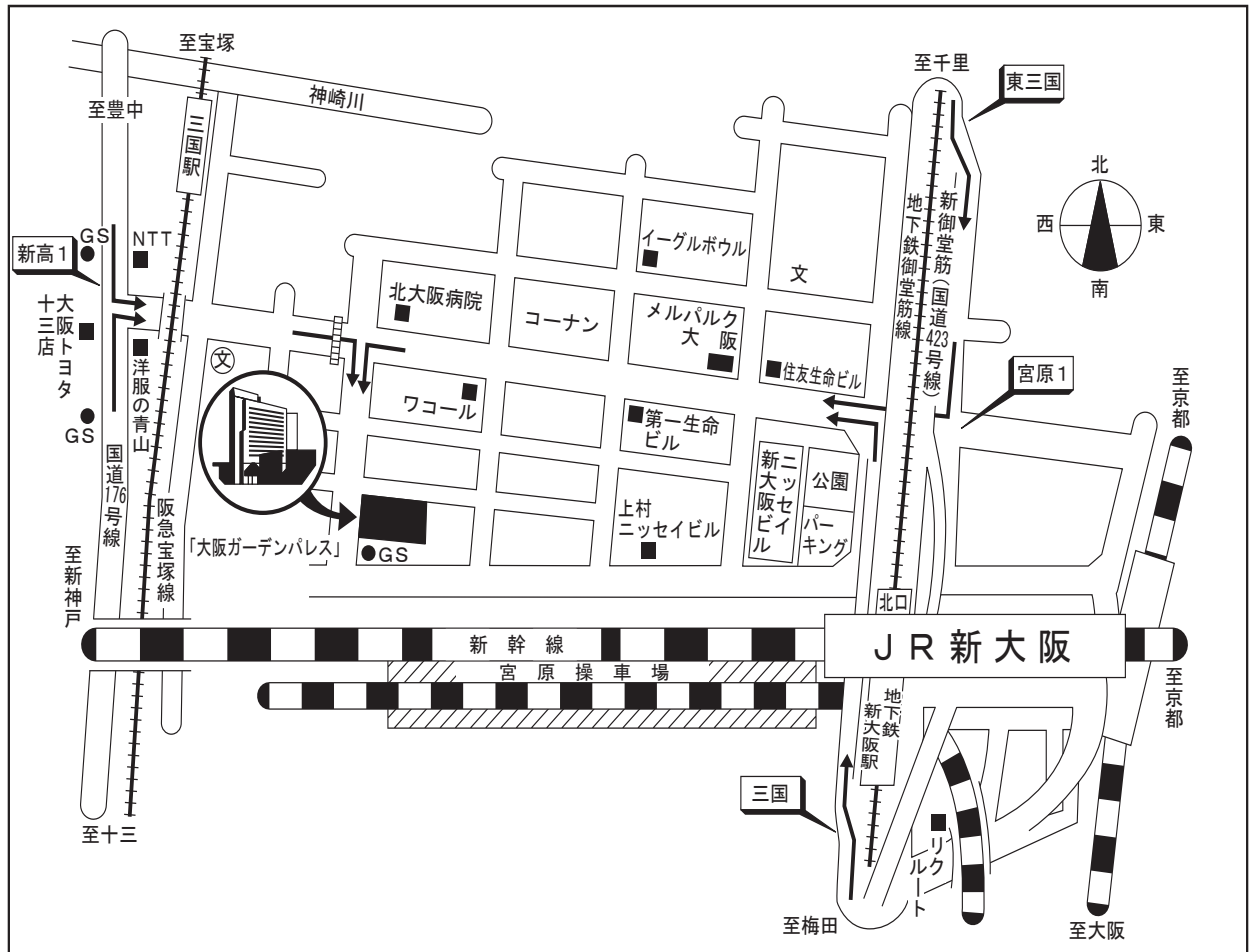 至宝塚
至千里
東三国
神崎川
至豊中
三国駅
北
西
東
南
新御堂筋(国道423号線)
地下鉄御堂筋線
新高1
GS
NTT
イーグルボウル
文
大阪トヨタ
十三店
北大阪病院
コーナン
メルパルク
大阪
洋服の青山
文
住友生命ビル
宮原1
至京都
ワコール
第一生命
ビル
GS
国道176号線
阪急宝塚線
ニッセイ
新大阪ビル
公園
パー
キング
上村
ニッセイビル
「大阪ガーデンパレス」
GS
至新神戸
北口
新幹線
JR新大阪
宮原操車場
至京都
地下鉄
新大阪駅
三国
リク
ルート
至十三
至梅田
至大阪